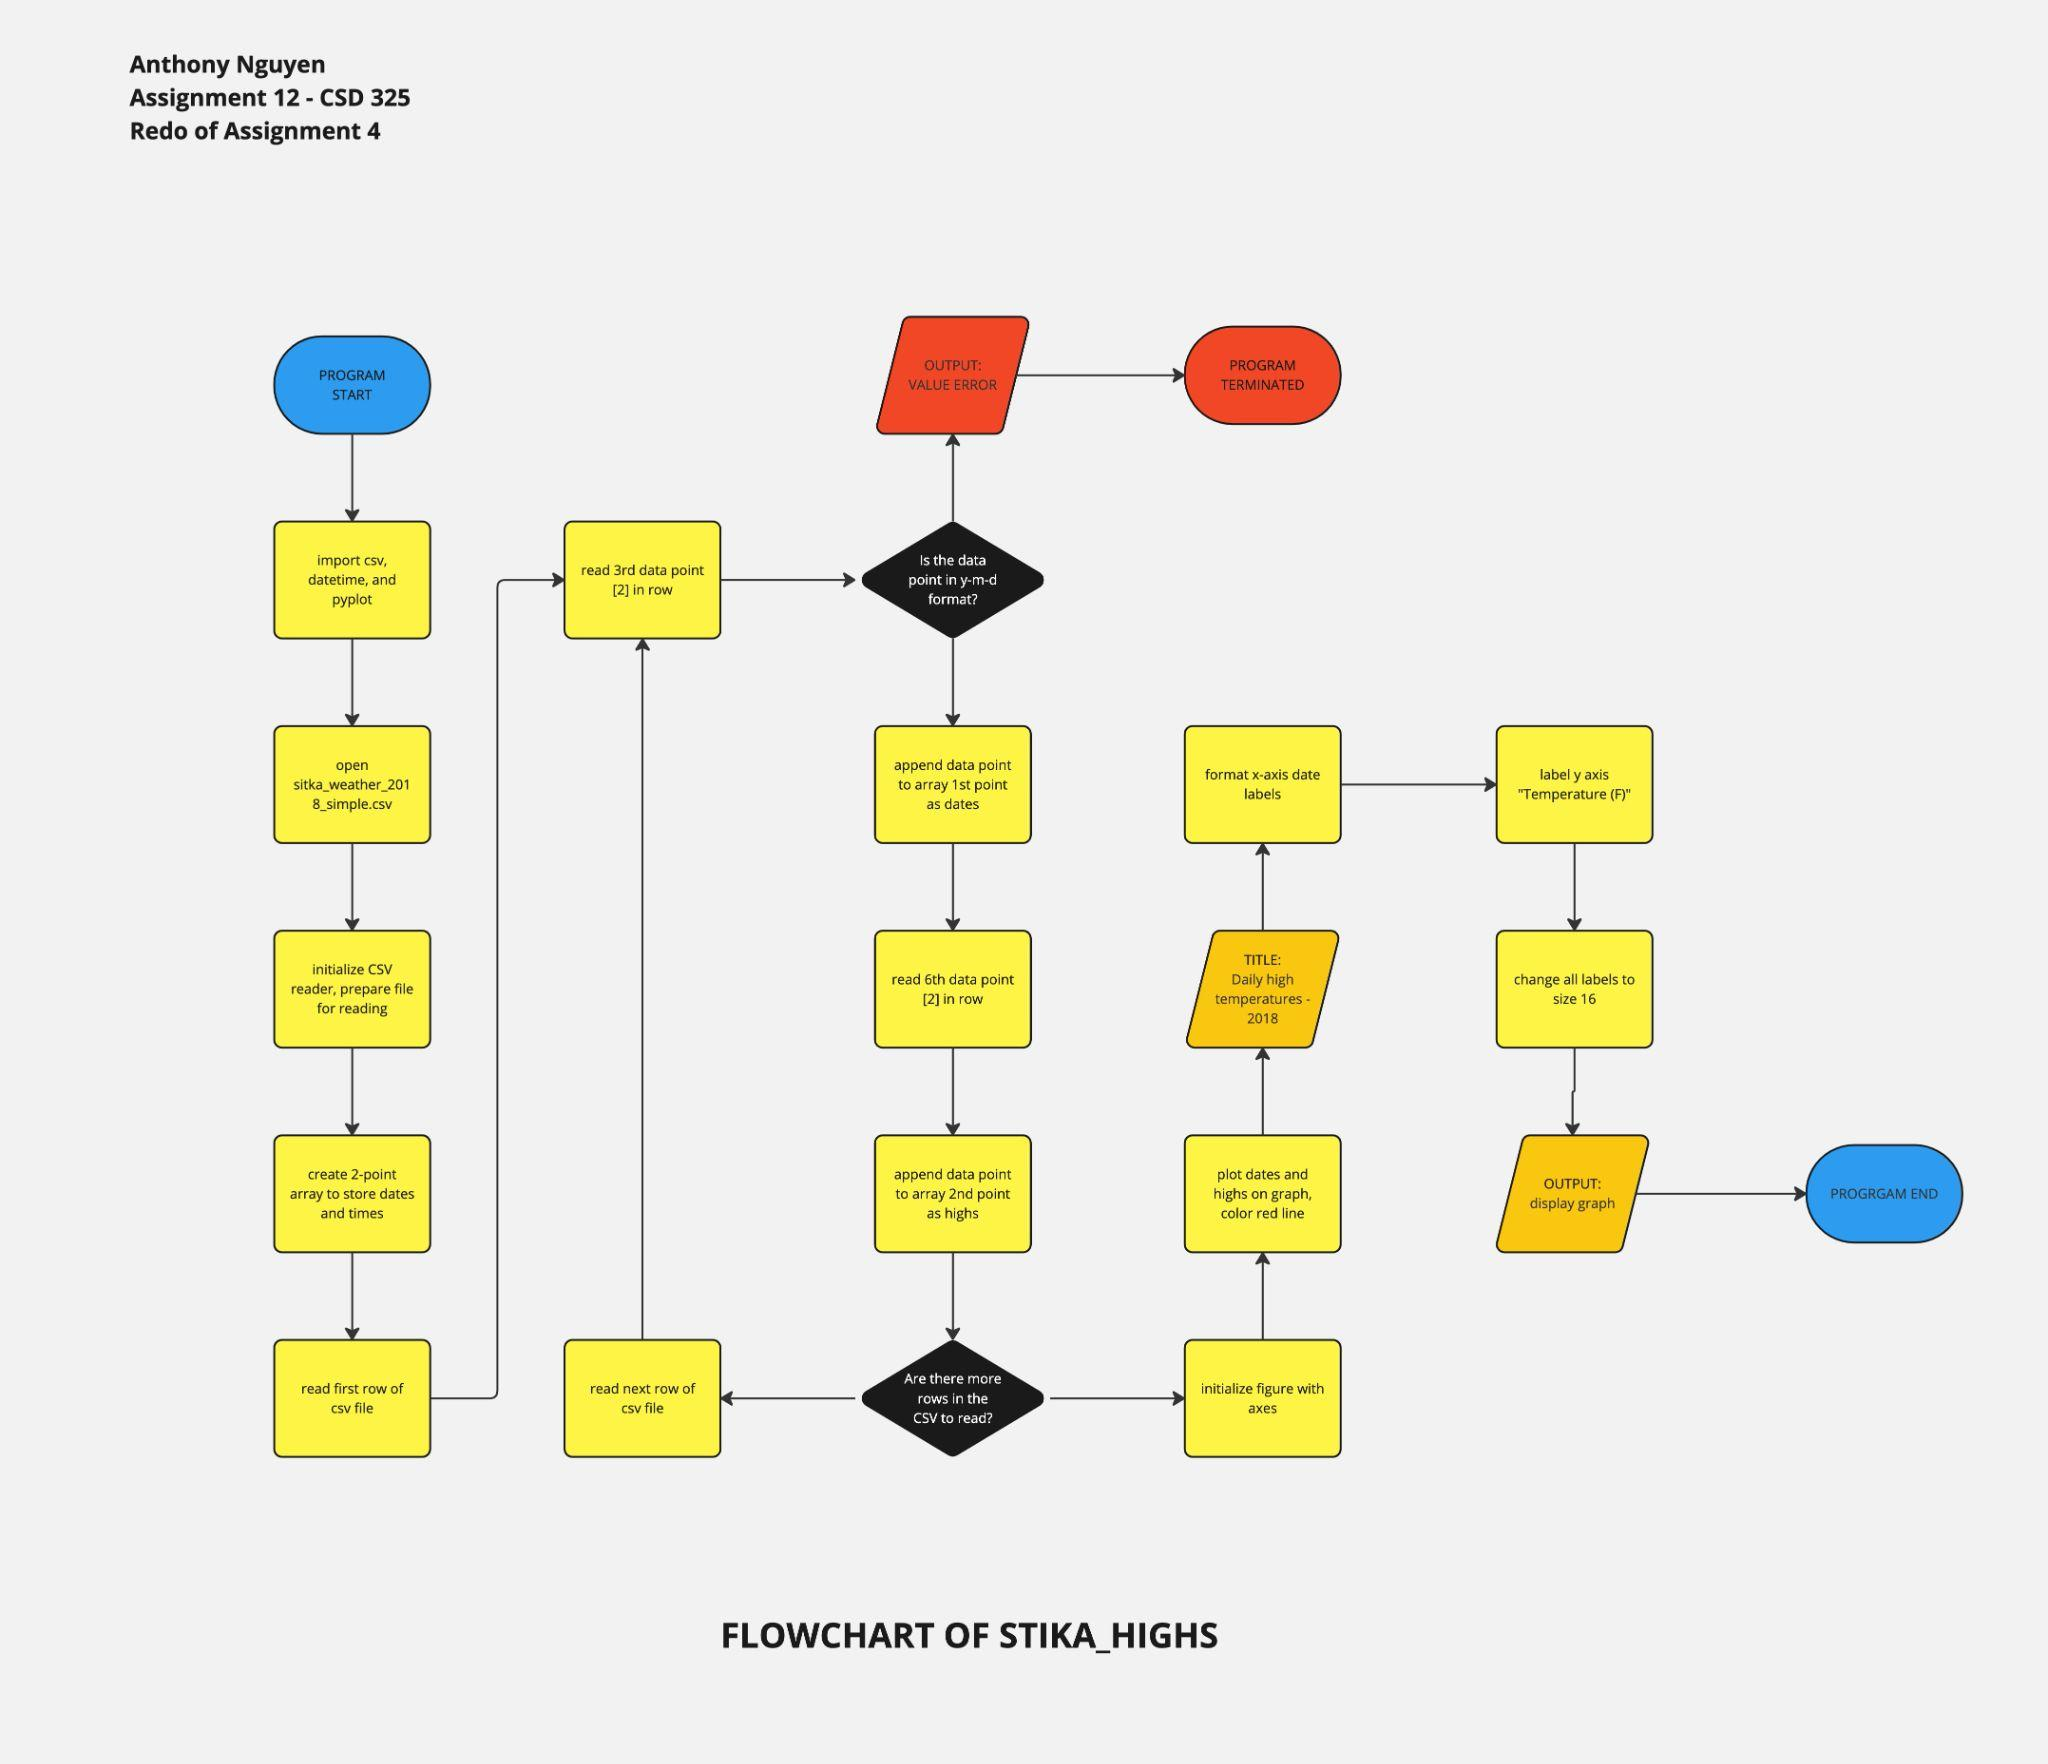 Anthony Nguyen
Assignment 12 - CSD 325
Redo of Assignment 4
PROGRAM
START
import csv,
datetime, and
pyplot
open
sitka_weather_201
8_simple.csv
initialize CSV
reader, prepare file
for reading
create 2-point
array to store dates
and times
read first row of
csv file
read 3rd data point
[2] in row
read next row of
csv file
OUTPUT:
VALUE ERROR
PROGRAM
TERMINATED
Is the data
point in y-m-d
format?
append data point
to array 1st point
as dates
read 6th data point
[2] in row
append data point
to array 2nd point
as highs
Are there more
rows in the
CSV to read?
initialize figure with
axes
plot dates and
highs on graph,
color red line
TITLE:
Daily high
temperatures -
2018
format x-axis date
labels
label y axis
"Temperature (F)"
change all labels to
size 16
OUTPUT:
display graph
PROGRGAM END
FLOWCHART OF STIKA_HIGHS